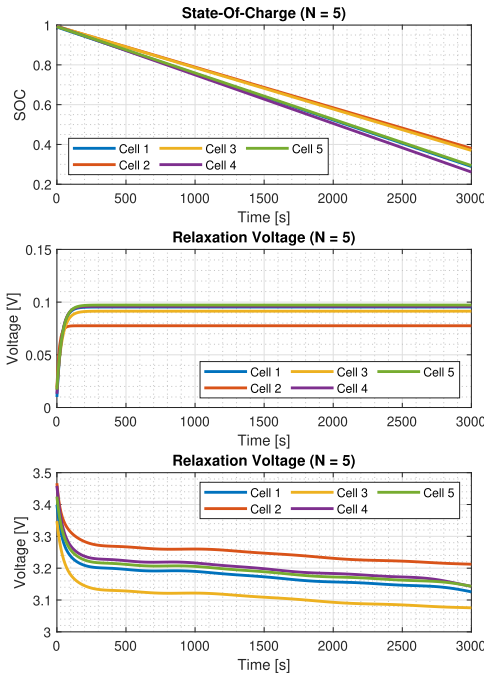 State-Of-Charge (N = 5)
1
0.8
0.6
0.4
0.2
SOC
Cell 1 Cell 3 Cell 5
Cell 2 Cell 4
0 500 1000 1500 2000 2500 3000
Time [s]
Relaxation Voltage (N = 5)
0.15
0.1
0.05
0
Voltage [V]
Cell 1 Cell 3 Cell 5
Cell 2 Cell 4
0 500 1000 1500 2000 2500 3000
Time [s]
Relaxation Voltage (N = 5)
3.5
3.4
3.3
3.2
3.1
3
Voltage [V]
Cell 1 Cell 3 Cell 5
Cell 2 Cell 4
0 500 1000 1500 2000 2500 3000
Time [s]